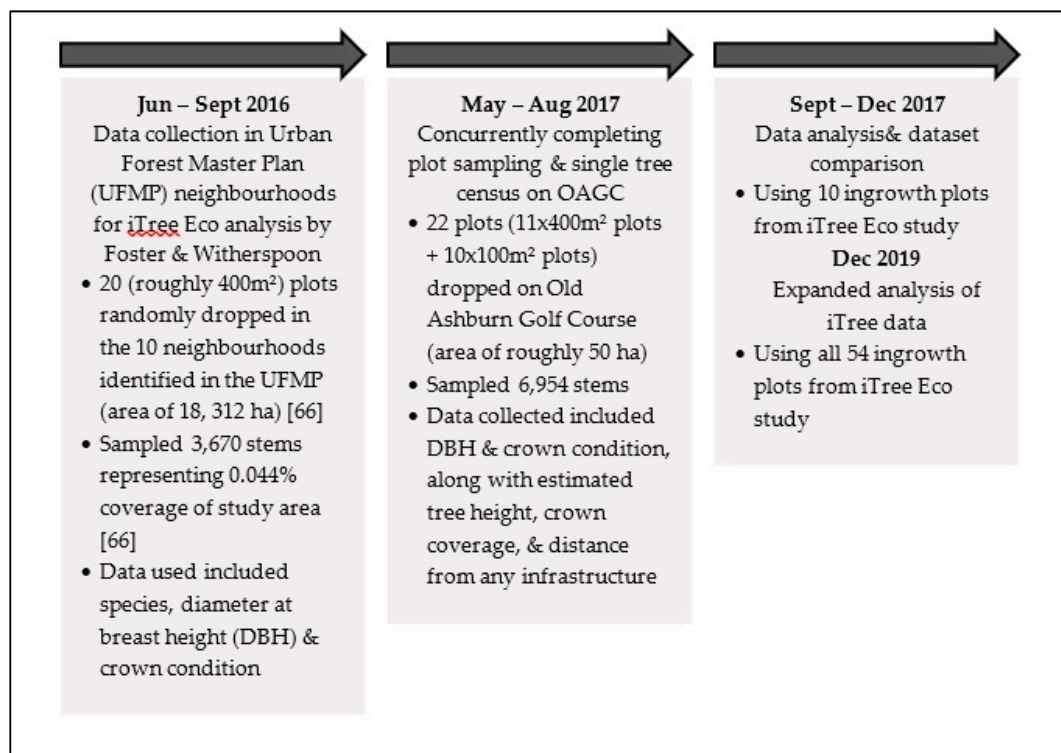 Jun – Sept 2016
Data collection in Urban
Forest Master Plan
(UFMP) neighbourhoods
for iTree Eco analysis by
Foster & Witherspoon
• 20 (roughly 400m²) plots
randomly dropped in
the 10 neighbourhoods
identified in the UFMP
(area of 18, 312 ha) [66]
• Sampled 3,670 stems
representing 0.044%
coverage of study area
[66]
• Data used included
species, diameter at
breast height (DBH) &
crown condition
May – Aug 2017
Concurrently completing
plot sampling & single tree
census on OAGC
• 22 plots (11x400m² plots
+ 10x100m² plots)
dropped on Old
Ashburn Golf Course
(area of roughly 50 ha)
• Sampled 6,954 stems
• Data collected included
DBH & crown condition,
along with estimated
tree height, crown
coverage, & distance
from any infrastructure
Sept – Dec 2017
Data analysis& dataset
comparison
• Using 10 ingrowth plots
from iTree Eco study
Dec 2019
Expanded analysis of
iTree data
• Using all 54 ingrowth
plots from iTree Eco
study